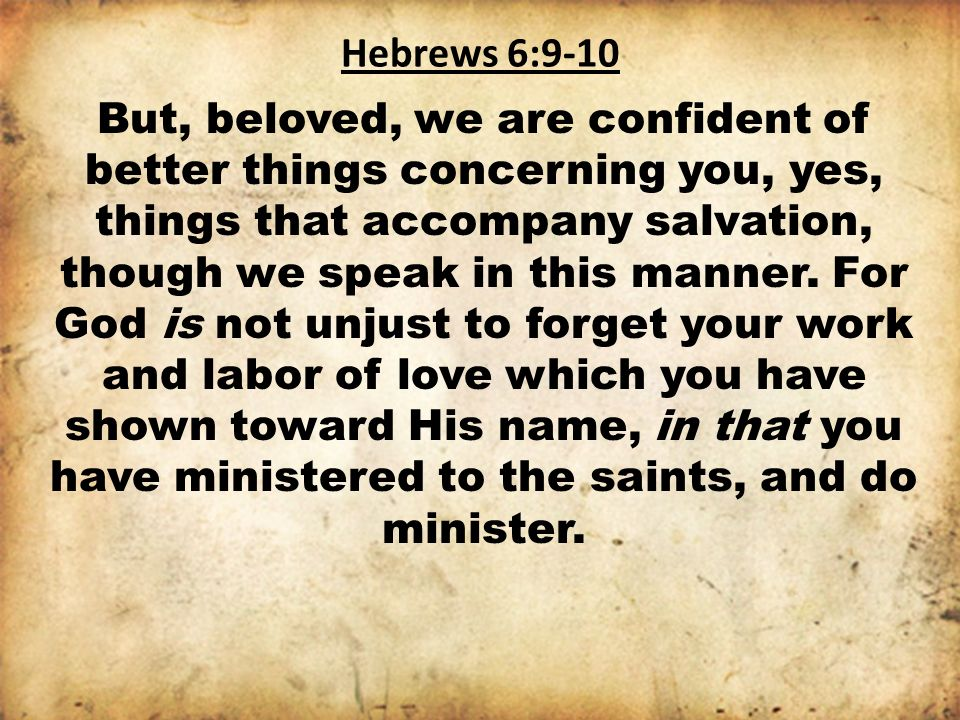 Hebrews 6:9-10
But, beloved, we are confident of
better things concerning you, yes,
things that accompany salvation,
though we speak in this manner. For
God is not unjust to forget your work
and labor of love which you have
shown toward His name, in that you
have ministered to the saints, and do
minister.